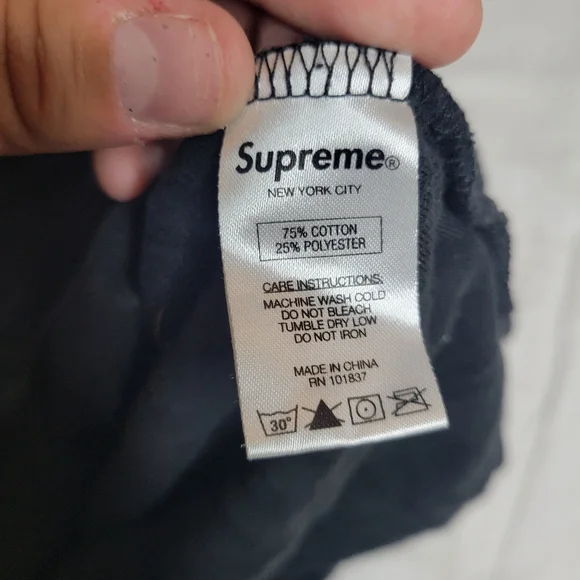 Supreme®
NEW YORK CITY
75% COTTON
25% POLYESTER
CARE INSTRUCTIONS:
MACHINE WASH COLD
DO NOT BLEACH
TUMBLE DRY LOW
DO NOT IRON
MADE IN CHINA
RN 101837
30°